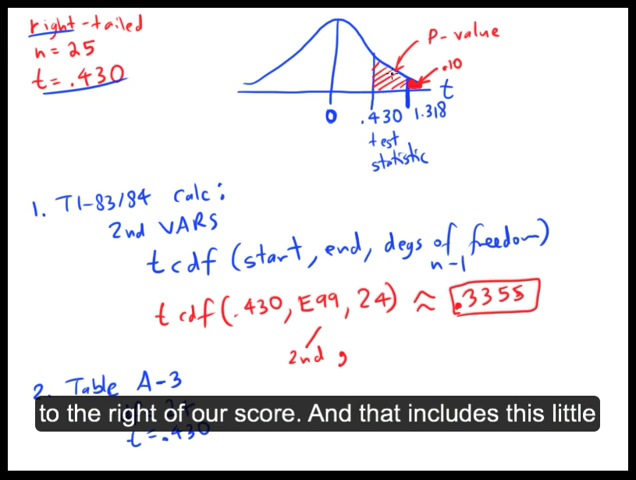 right-tailed
n = 25
t = .430
P-value
.10
t
0
.430
1.318
test
statistic
1. TI-83/84 Calc:
2nd VARS
tcdf (start, end, degs of freedom)
n-1
tcdf(.430, E99, 24) ≈ .3355
2nd ,
2. Table A-3
to the right of our score. And that includes this little
t = .430